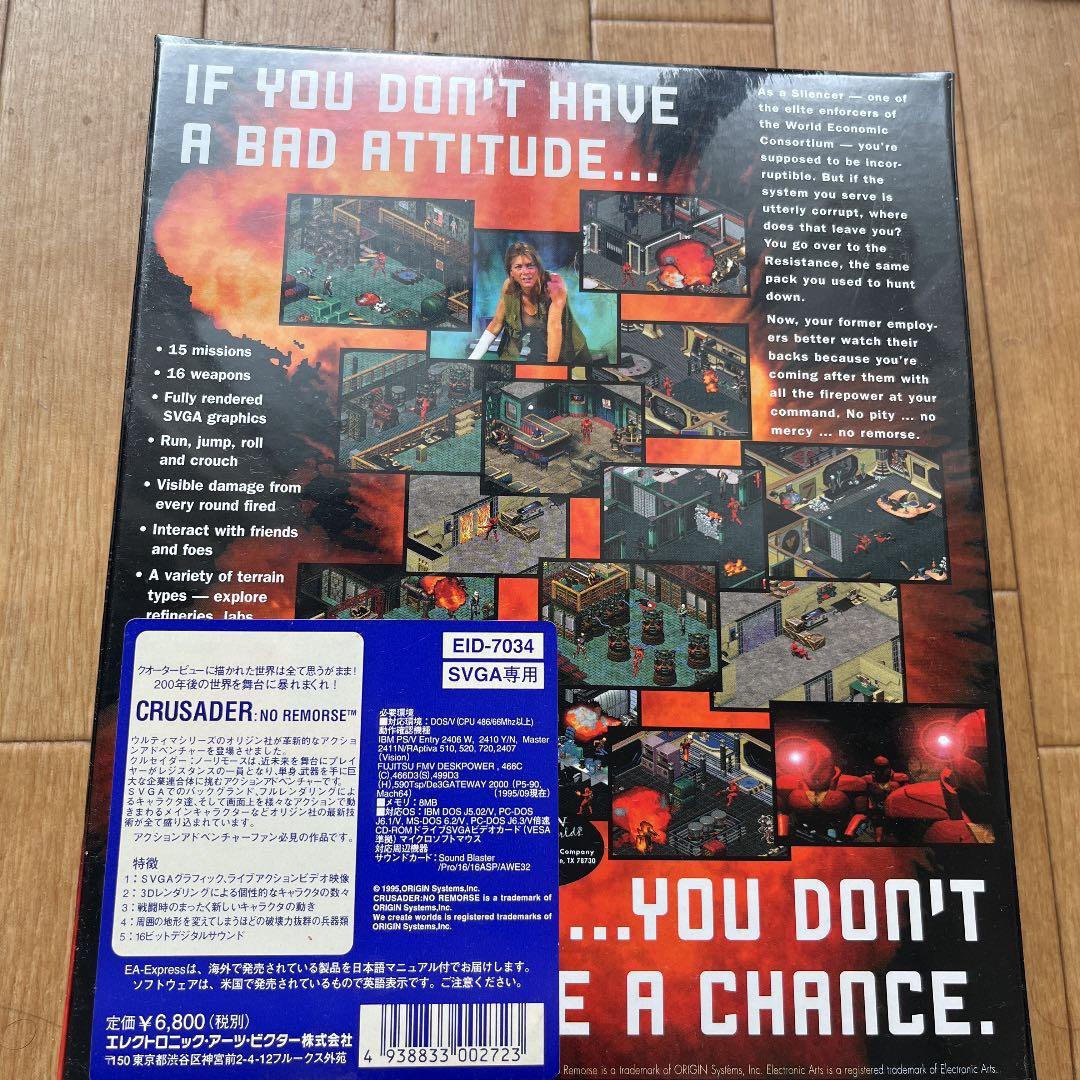 IF YOU DON'T HAVE
A BAD ATTITUDE...
As a Silencer — one of
the elite enforcers of
the World Economic
Consortium — you're
supposed to be incor-
ruptible. But if the
system you serve is
utterly corrupt, where
does that leave you?
You go over to the
Resistance, the same
pack you used to hunt
down.
Now, your former employ-
ers better watch their
backs because you're
coming after them with
all the firepower at your
command. No pity ... no
mercy ... no remorse.
• 15 missions
• 16 weapons
• Fully rendered
SVGA graphics
• Run, jump, roll
and crouch
• Visible damage from
every round fired
• Interact with friends
and foes
• A variety of terrain
types — explore
refineries, labs
EID-7034
SVGA専用
クオータービューに描かれた世界は全て思うがまま!
200年後の世界を舞台に暴れまくれ!
CRUSADER: NO REMORSE™
ウルティマシリーズのオリジン社が革新的なアクショ
ンアドベンチャーを登場させました。
クルセイダー:ノーリモースは、近未来を舞台にプレイ
ヤーがレジスタンスの一員となり、単身、武器を手に巨
大な企業連合体に挑むアクションアドベンチャーです。
SVGAでのバックグランド、フルレンダリングによ
るキャラクタ達、そして画面上を様々なアクションで動
きまわるメインキャラクターなどオリジン社の最新技
術が全て盛り込まれています。
アクションアドベンチャーファン必見の作品です。
特徴
1:SVGAグラフィック、ライブアクションビデオ映像
2:3Dレンダリングによる個性的なキャラクタの数々
3:戦闘時のまったく新しいキャラクタの動き
4:周囲の地形を変えてしまうほどの破壊力抜群の兵器類
5:16ビットデジタルサウンド
必要環境
■対応環境:DOS/V(CPU 486/66Mhz以上)
動作確認機種
IBM PS/V Entry 2406 W, 2410 Y/N, Master
2411N/RAptiva 510, 520, 720,2407
(Vision)
FUJITSU FMV DESKPOWER , 466C
(C),466D3(S),499D3
(H),590Tsp/De3GATEWAY 2000 (P5-90,
Mach64) (1995/09現在)
■メモリ:8MB
■対応OS:IBM DOS J5.02/V, PC-DOS
J6.1/V, MS-DOS 6.2/V, PC-DOS J6.3/V倍速
CD-ROMドライブSVGAビデオカード(VESA
準拠) マイクロソフトマウス
対応周辺機器
サウンドカード:Sound Blaster
/Pro/16/16ASP/AWE32
© 1995,ORIGIN Systems,Inc.
CRUSADER:NO REMORSE is a trademark of
ORIGIN Systems,Inc.
We create worlds is registered trademarks of
ORIGIN Systems,Inc.
EA-Expressは、海外で発売されている製品を日本語マニュアル付でお届けします。
ソフトウェアは、米国で発売されているもので英語表示です。ご注意ください。
定価¥6,800(税別)
エレクトロニック・アーツ・ビクター株式会社
〒150 東京都渋谷区神宮前2-4-12フルークス外苑
4 938833 002723
Company
TX 78730
...YOU DON'T
E A CHANCE.
Remorse is a trademark of ORIGIN Systems, Inc. Electronic Arts is a registered trademark of Electronic Arts.